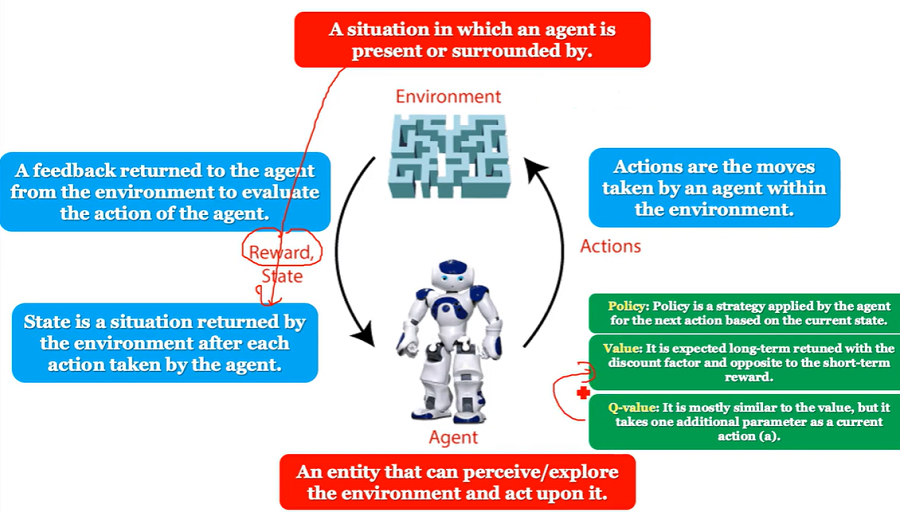 A situation in which an agent is
present or surrounded by.
Environment
A feedback returned to the agent
from the environment to evaluate
the action of the agent.
Actions are the moves
taken by an agent within
the environment.
Reward,
State
Actions
State is a situation returned by
the environment after each
action taken by the agent.
Policy: Policy is a strategy applied by the agent
for the next action based on the current state.
Value: It is expected long-term retuned with the
discount factor and opposite to the short-term
reward.
Q-value: It is mostly similar to the value, but it
takes one additional parameter as a current
action (a).
Agent
An entity that can perceive/explore
the environment and act upon it.